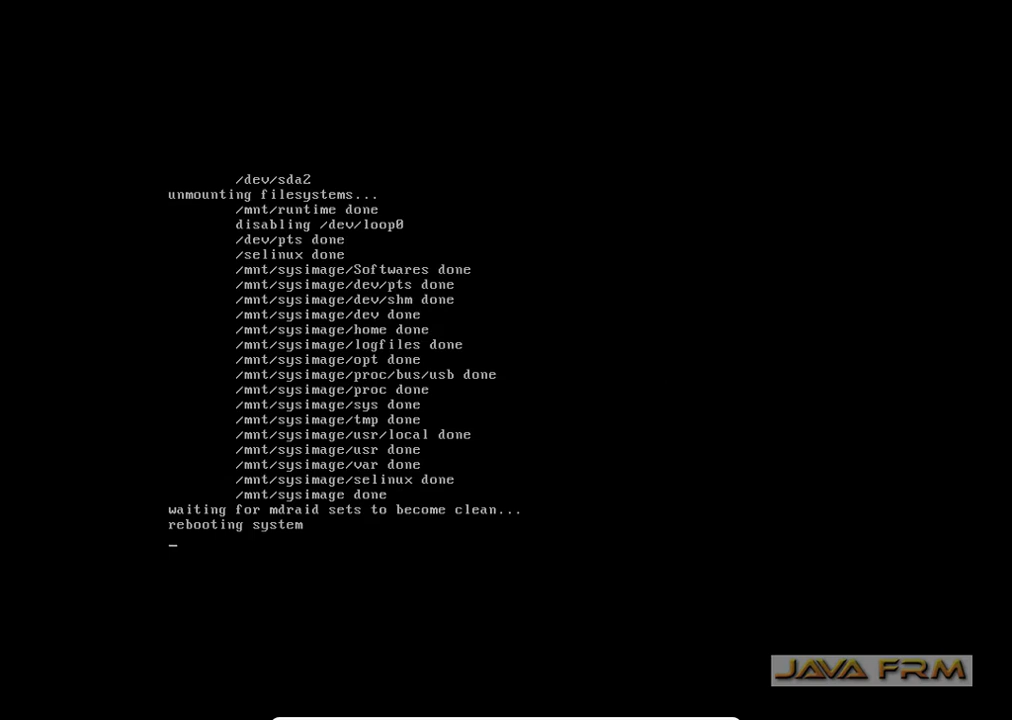 /dev/sda2
unmounting filesystems...
/mnt/runtime done
disabling /dev/loop0
/dev/pts done
/selinux done
/mnt/sysimage/Softwares done
/mnt/sysimage/dev/pts done
/mnt/sysimage/dev/shm done
/mnt/sysimage/dev done
/mnt/sysimage/home done
/mnt/sysimage/logfiles done
/mnt/sysimage/opt done
/mnt/sysimage/proc/bus/usb done
/mnt/sysimage/proc done
/mnt/sysimage/sys done
/mnt/sysimage/tmp done
/mnt/sysimage/usr/local done
/mnt/sysimage/usr done
/mnt/sysimage/var done
/mnt/sysimage/selinux done
/mnt/sysimage done
waiting for mdraid sets to become clean...
rebooting system
_
JAVA FRM